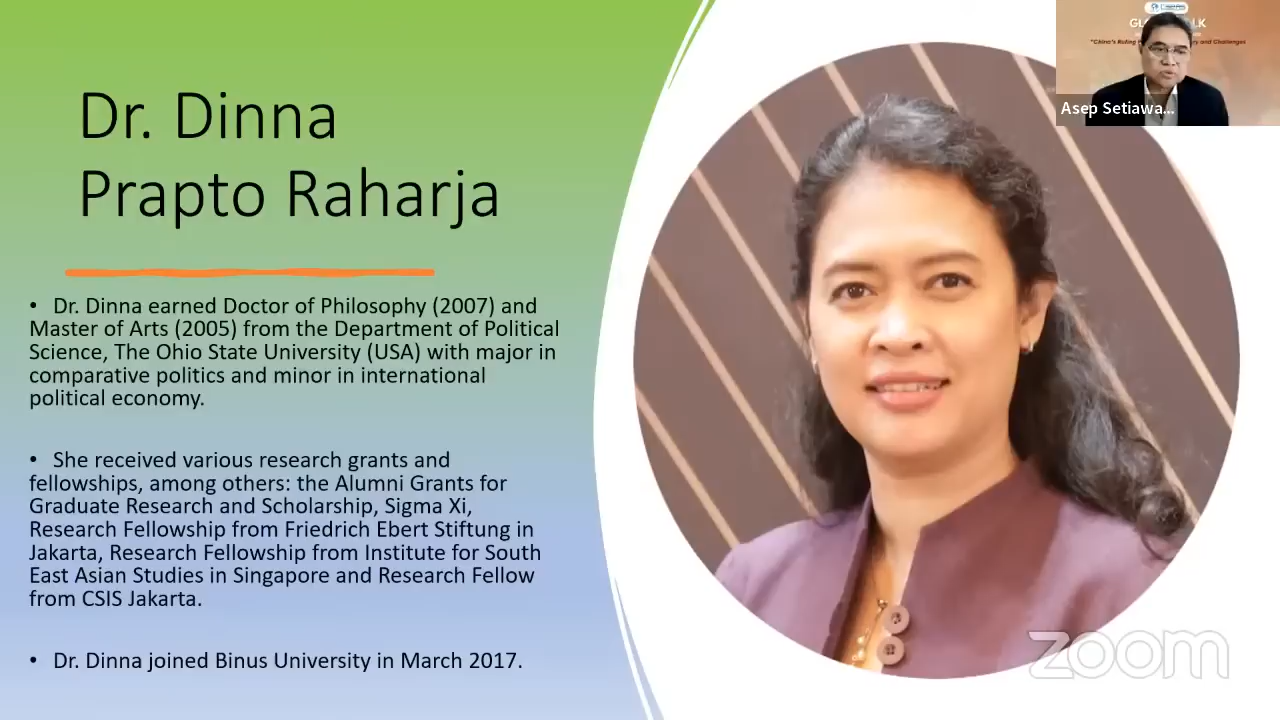 Dr. Dinna
Prapto Raharja
• Dr. Dinna earned Doctor of Philosophy (2007) and
Master of Arts (2005) from the Department of Political
Science, The Ohio State University (USA) with major in
comparative politics and minor in international
political economy.
• She received various research grants and
fellowships, among others: the Alumni Grants for
Graduate Research and Scholarship, Sigma Xi,
Research Fellowship from Friedrich Ebert Stiftung in
Jakarta, Research Fellowship from Institute for South
East Asian Studies in Singapore and Research Fellow
from CSIS Jakarta.
• Dr. Dinna joined Binus University in March 2017.
"China's Ruling
and Challenges
Asep Setiawa...
zoom